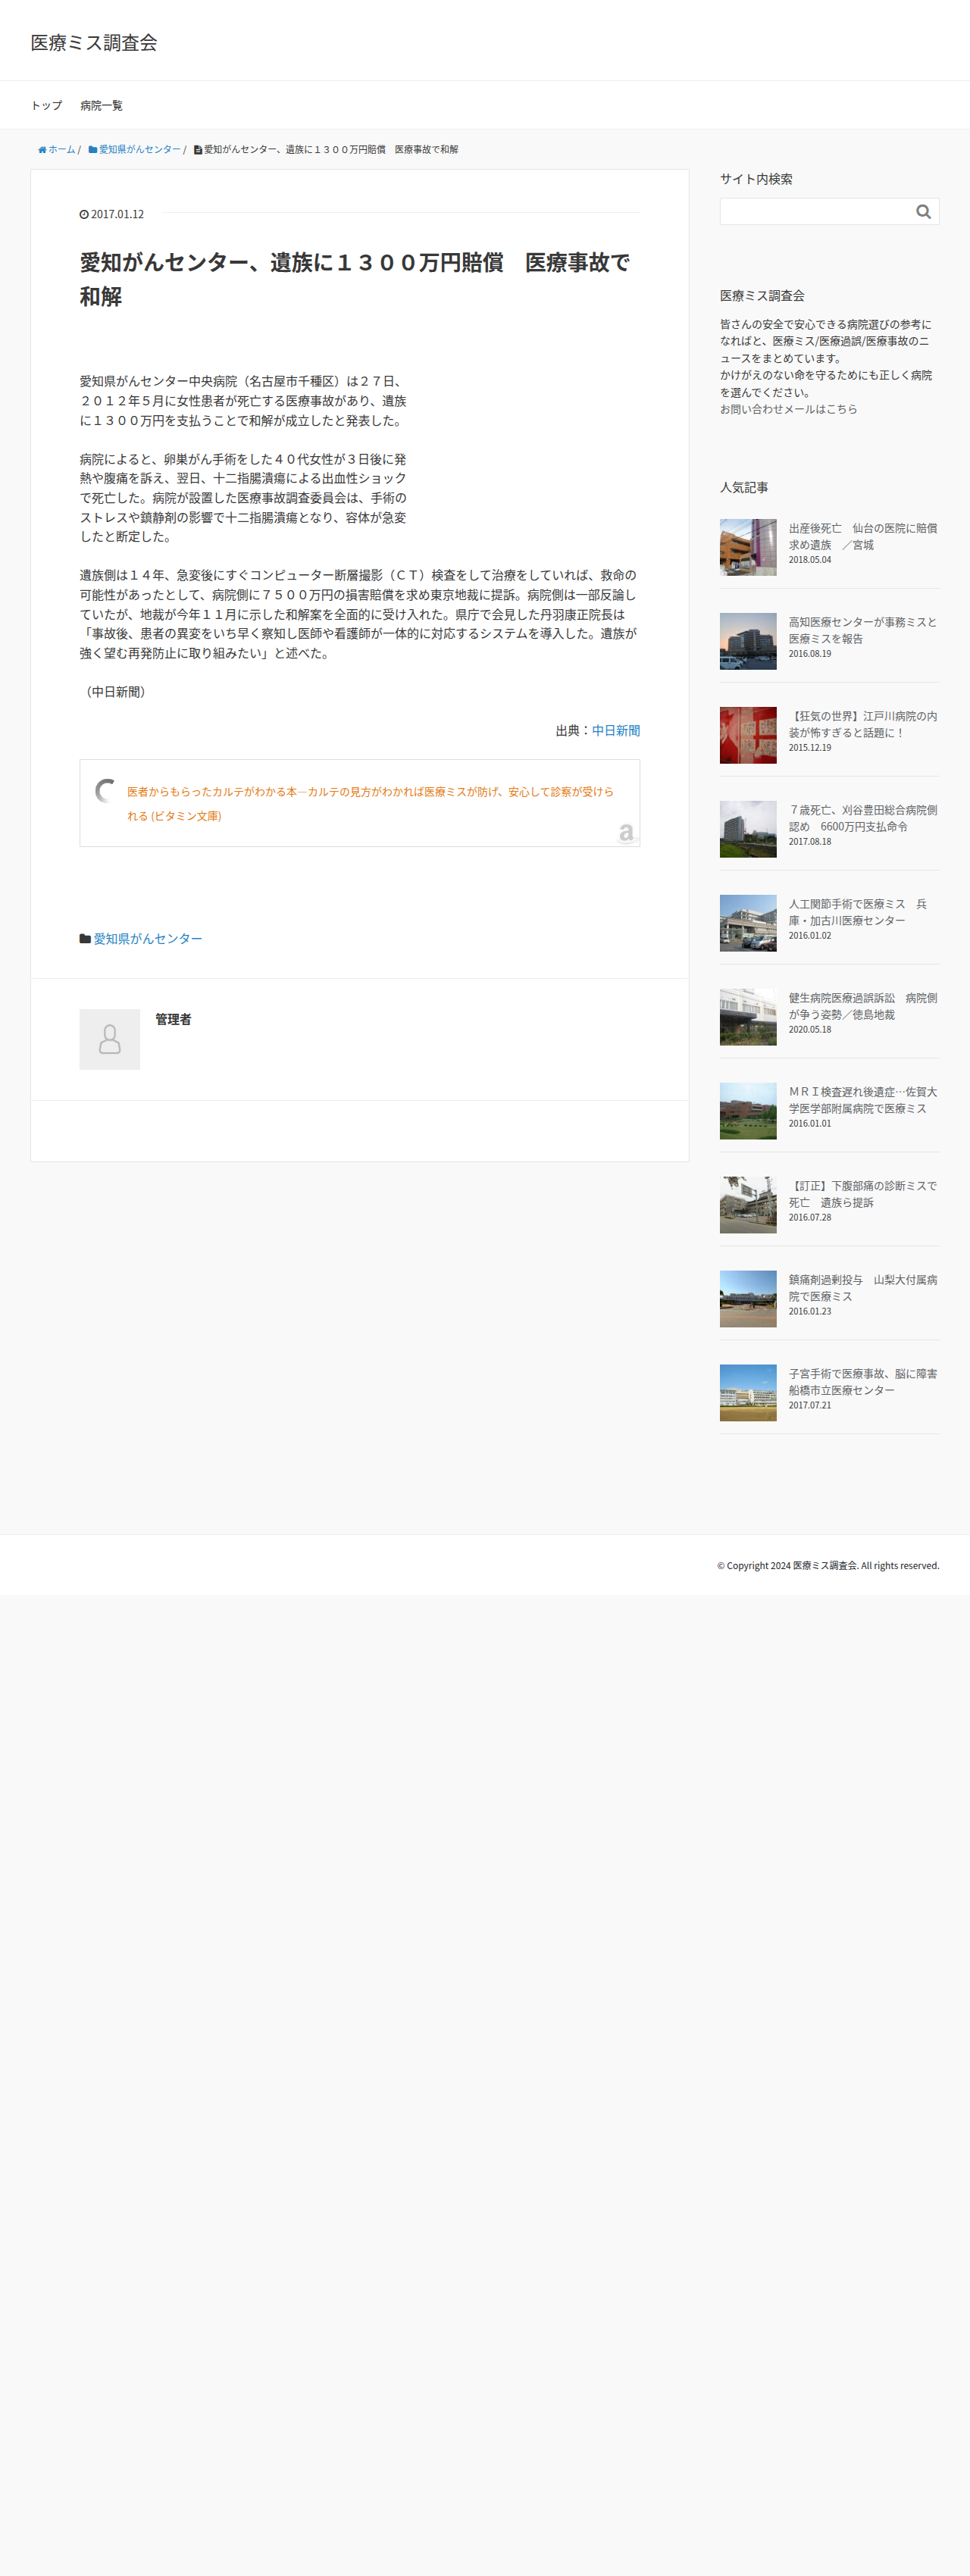 医療ミス調査会
トップ 病院一覧
ホーム / 愛知県がんセンター / 愛知がんセンター、遺族に１３００万円賠償　医療事故で和解
2017.01.12
愛知がんセンター、遺族に１３００万円賠償　医療事故で
和解
愛知県がんセンター中央病院（名古屋市千種区）は２７日、
２０１２年５月に女性患者が死亡する医療事故があり、遺族
に１３００万円を支払うことで和解が成立したと発表した。
病院によると、卵巣がん手術をした４０代女性が３日後に発
熱や腹痛を訴え、翌日、十二指腸潰瘍による出血性ショック
で死亡した。病院が設置した医療事故調査委員会は、手術の
ストレスや鎮静剤の影響で十二指腸潰瘍となり、容体が急変
したと断定した。
遺族側は１４年、急変後にすぐコンピューター断層撮影（ＣＴ）検査をして治療をしていれば、救命の
可能性があったとして、病院側に７５００万円の損害賠償を求め東京地裁に提訴。病院側は一部反論し
ていたが、地裁が今年１１月に示した和解案を全面的に受け入れた。県庁で会見した丹羽康正院長は
「事故後、患者の異変をいち早く察知し医師や看護師が一体的に対応するシステムを導入した。遺族が
強く望む再発防止に取り組みたい」と述べた。
（中日新聞）
出典：中日新聞
医者からもらったカルテがわかる本―カルテの見方がわかれば医療ミスが防げ、安心して診察が受けら
れる (ビタミン文庫)
a
愛知県がんセンター
管理者
サイト内検索
医療ミス調査会
皆さんの安全で安心できる病院選びの参考に
なればと、医療ミス/医療過誤/医療事故のニ
ュースをまとめています。
かけがえのない命を守るためにも正しく病院
を選んでください。
お問い合わせメールはこちら
人気記事
出産後死亡　仙台の医院に賠償
求め遺族　／宮城
2018.05.04
高知医療センターが事務ミスと
医療ミスを報告
2016.08.19
【狂気の世界】江戸川病院の内
装が怖すぎると話題に！
2015.12.19
７歳死亡、刈谷豊田総合病院側
認め　6600万円支払命令
2017.08.18
人工関節手術で医療ミス　兵
庫・加古川医療センター
2016.01.02
健生病院医療過誤訴訟　病院側
が争う姿勢／徳島地裁
2020.05.18
ＭＲＩ検査遅れ後遺症…佐賀大
学医学部附属病院で医療ミス
2016.01.01
【訂正】下腹部痛の診断ミスで
死亡　遺族ら提訴
2016.07.28
鎮痛剤過剰投与　山梨大付属病
院で医療ミス
2016.01.23
子宮手術で医療事故、脳に障害
船橋市立医療センター
2017.07.21
© Copyright 2024 医療ミス調査会. All rights reserved.